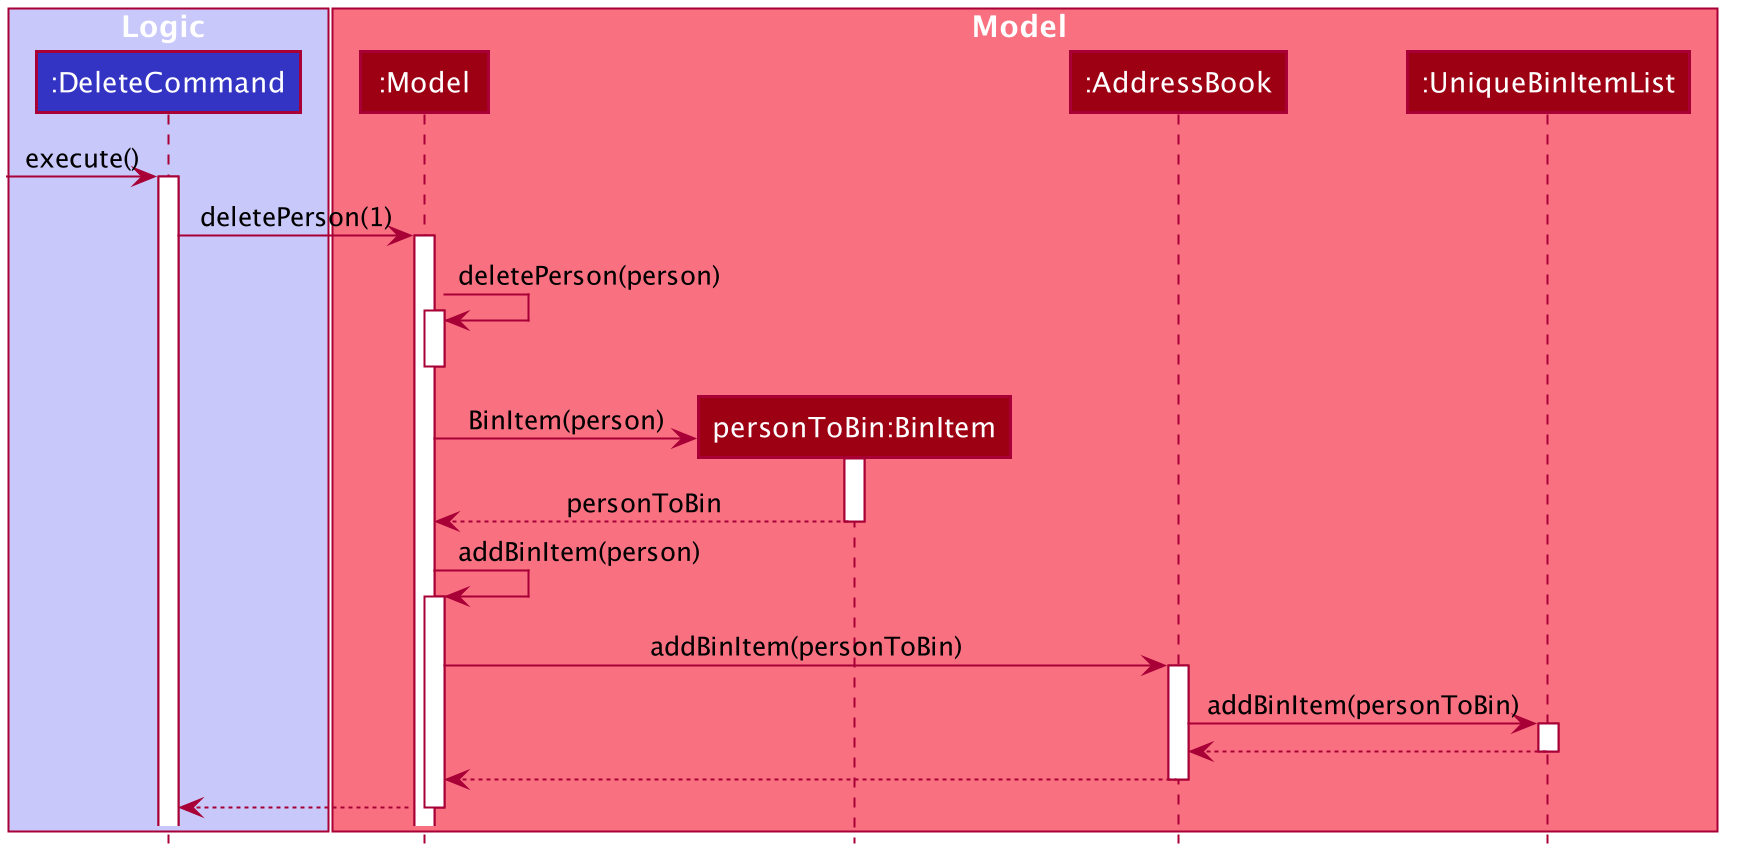 Logic
Model
:DeleteCommand
:Model
:AddressBook
:UniqueBinItemList
execute()
deletePerson(1)
deletePerson(person)
BinItem(person)
personToBin:BinItem
personToBin
addBinItem(person)
addBinItem(personToBin)
addBinItem(personToBin)